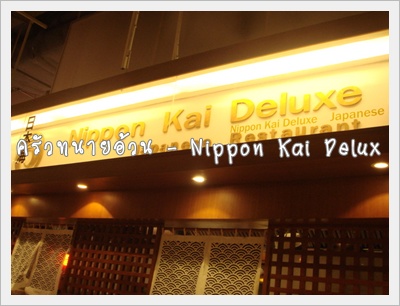 Nippon Kai Deluxe
Nippon Kai Deluxe Japanese
Restaurant
ครัวทนายอ้วน - Nippon Kai Delux